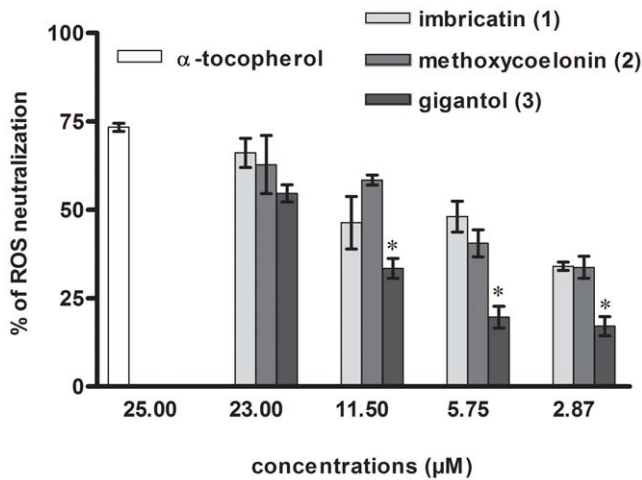 imbricatin (1)
α-tocopherol
methoxycoelonin (2)
gigantol (3)
% of ROS neutralization
100
75
50
25
0
*
*
*
25.00 23.00 11.50 5.75 2.87
concentrations (µM)